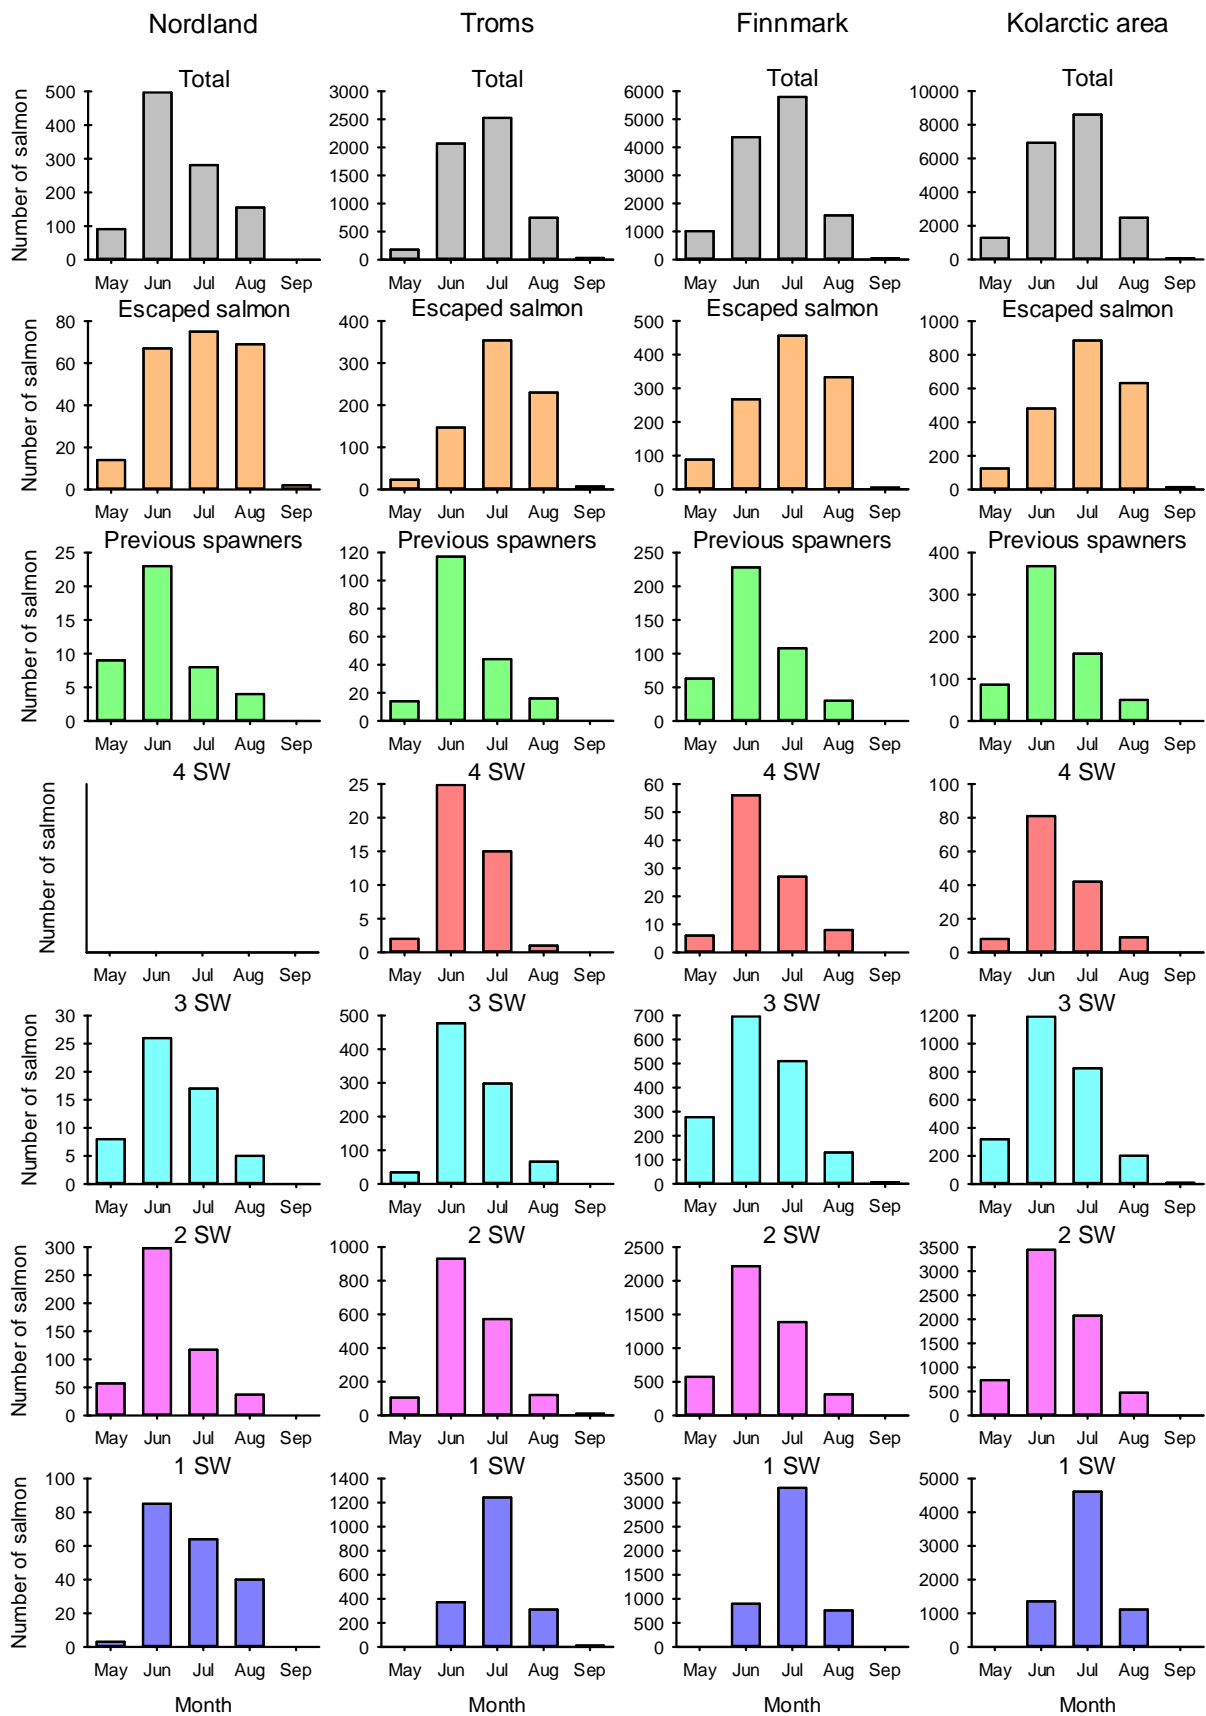 Nordland
Troms
Finnmark
Kolarctic area
Total
Number of salmon
500
400
300
200
100
0
May Jun Jul Aug Sep
Total
3000
2500
2000
1500
1000
500
0
May Jun Jul Aug Sep
Total
6000
5000
4000
3000
2000
1000
0
May Jun Jul Aug Sep
Total
10000
8000
6000
4000
2000
0
May Jun Jul Aug Sep
Escaped salmon
Number of salmon
80
60
40
20
0
May Jun Jul Aug Sep
Escaped salmon
400
300
200
100
0
May Jun Jul Aug Sep
Escaped salmon
500
400
300
200
100
0
May Jun Jul Aug Sep
Escaped salmon
1000
800
600
400
200
0
May Jun Jul Aug Sep
Previous spawners
Number of salmon
25
20
15
10
5
0
May Jun Jul Aug Sep
Previous spawners
120
100
80
60
40
20
0
May Jun Jul Aug Sep
Previous spawners
250
200
150
100
50
0
May Jun Jul Aug Sep
Previous spawners
400
300
200
100
0
May Jun Jul Aug Sep
4 SW
Number of salmon
May Jun Jul Aug Sep
4 SW
25
20
15
10
5
0
May Jun Jul Aug Sep
4 SW
60
50
40
30
20
10
0
May Jun Jul Aug Sep
4 SW
100
80
60
40
20
0
May Jun Jul Aug Sep
3 SW
Number of salmon
30
25
20
15
10
5
0
May Jun Jul Aug Sep
3 SW
500
400
300
200
100
0
May Jun Jul Aug Sep
3 SW
700
600
500
400
300
200
100
0
May Jun Jul Aug Sep
3 SW
1200
1000
800
600
400
200
0
May Jun Jul Aug Sep
2 SW
Number of salmon
300
250
200
150
100
50
0
May Jun Jul Aug Sep
2 SW
1000
800
600
400
200
0
May Jun Jul Aug Sep
2 SW
2500
2000
1500
1000
500
0
May Jun Jul Aug Sep
2 SW
3500
3000
2500
2000
1500
1000
500
0
May Jun Jul Aug Sep
1 SW
Number of salmon
100
80
60
40
20
0
May Jun Jul Aug Sep
Month
1 SW
1400
1200
1000
800
600
400
200
0
May Jun Jul Aug Sep
Month
1 SW
3500
3000
2500
2000
1500
1000
500
0
May Jun Jul Aug Sep
Month
1 SW
5000
4000
3000
2000
1000
0
May Jun Jul Aug Sep
Month